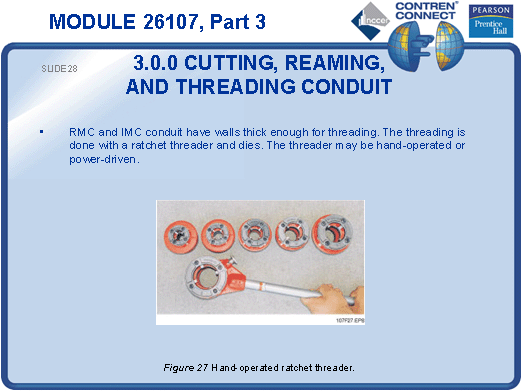 MODULE 26107, Part 3
nccer
CONTREN®
CONNECT
PEARSON
Prentice
Hall
SLIDE 28
3.0.0 CUTTING, REAMING,
AND THREADING CONDUIT
• RMC and IMC conduit have walls thick enough for threading. The threading is
done with a ratchet threader and dies. The threader may be hand-operated or
power-driven.
107F27.EPS
Figure 27 Hand-operated ratchet threader.